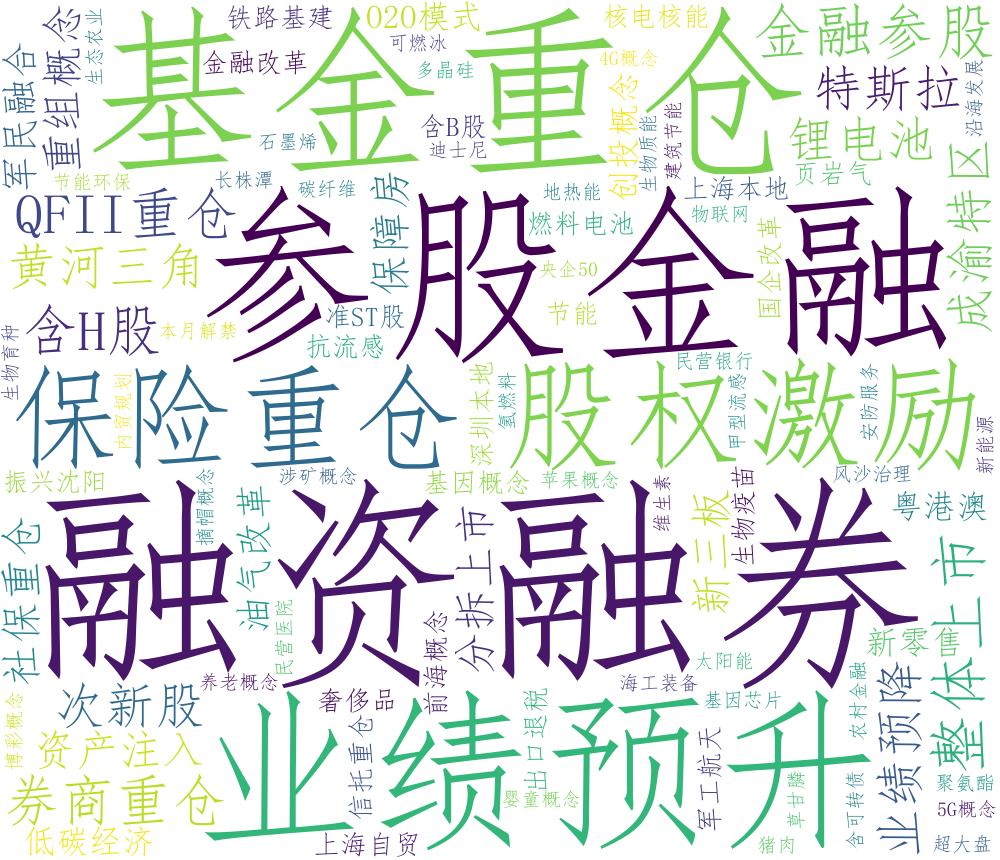 生态农业
重组概念
军民融合
铁路基建
O2O模式
核电核能
金融参股
可燃冰
金融改革
多晶硅
4G概念
基金重仓
特斯拉
沿海发展
创投概念
生物质能
建筑节能
含B股
迪士尼
石墨烯
锂电池
页岩气
成渝特区
节能环保
长株潭
碳纤维
保障房
地热能
上海本地
物联网
燃料电池
QFII重仓
参股金融
黄河三角
央企50
国企改革
节能
准ST股
含H股
本月解禁
生物育种
抗流感
民营银行
保险重仓
内贸规划
深圳本地
氢燃料
股权激励
甲型流感
安防服务
新能源
振兴沈阳
摘帽概念
涉矿概念
基因概念
苹果概念
维生素
风沙治理
粤港澳
融资融券
油气改革
社保重仓
分拆上市
新三板
生物疫苗
整体上市
民营医院
前海概念
新零售
太阳能
养老概念
次新股
奢侈品
海工装备
基因芯片
农村金融
业绩预降
业绩预升
博彩概念
资产注入
信托重仓
出口退税
军工航天
券商重仓
婴童概念
草甘膦
含可转债
聚氨酯
5G概念
低碳经济
上海自贸
猪肉
超大盘